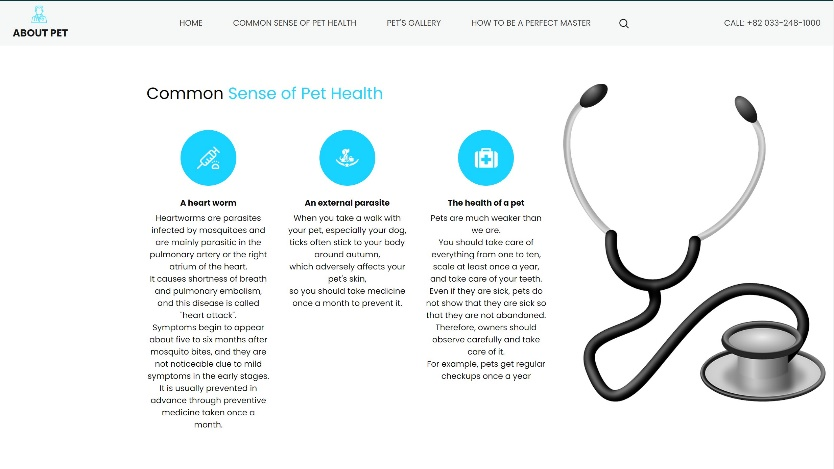 ABOUT PET
HOME
COMMON SENSE OF PET HEALTH
PET'S GALLERY
HOW TO BE A PERFECT MASTER
CALL: +82 033-248-1000
Common Sense of Pet Health
A heart worm
Heartworms are parasites
infected by mosquitoes and
are mainly parasitic in the
pulmonary artery or the right
atrium of the heart.
It causes shortness of breath
and pulmonary embolism,
and this disease is called
"heart attack".
Symptoms begin to appear
about five to six months after
mosquito bites, and they are
not noticeable due to mild
symptoms in the early stages.
It is usually prevented in
advance through preventive
medicine taken once a
month.
An external parasite
When you take a walk with
your pet, especially your dog,
ticks often stick to your body
around autumn,
which adversely affects your
pet's skin,
so you should take medicine
once a month to prevent it.
The health of a pet
Pets are much weaker than
we are.
You should take care of
everything from one to ten,
scale at least once a year,
and take care of your teeth.
Even if they are sick, pets do
not show that they are sick so
that they are not abandoned.
Therefore, owners should
observe carefully and take
care of it.
For example, pets get regular
checkups once a year